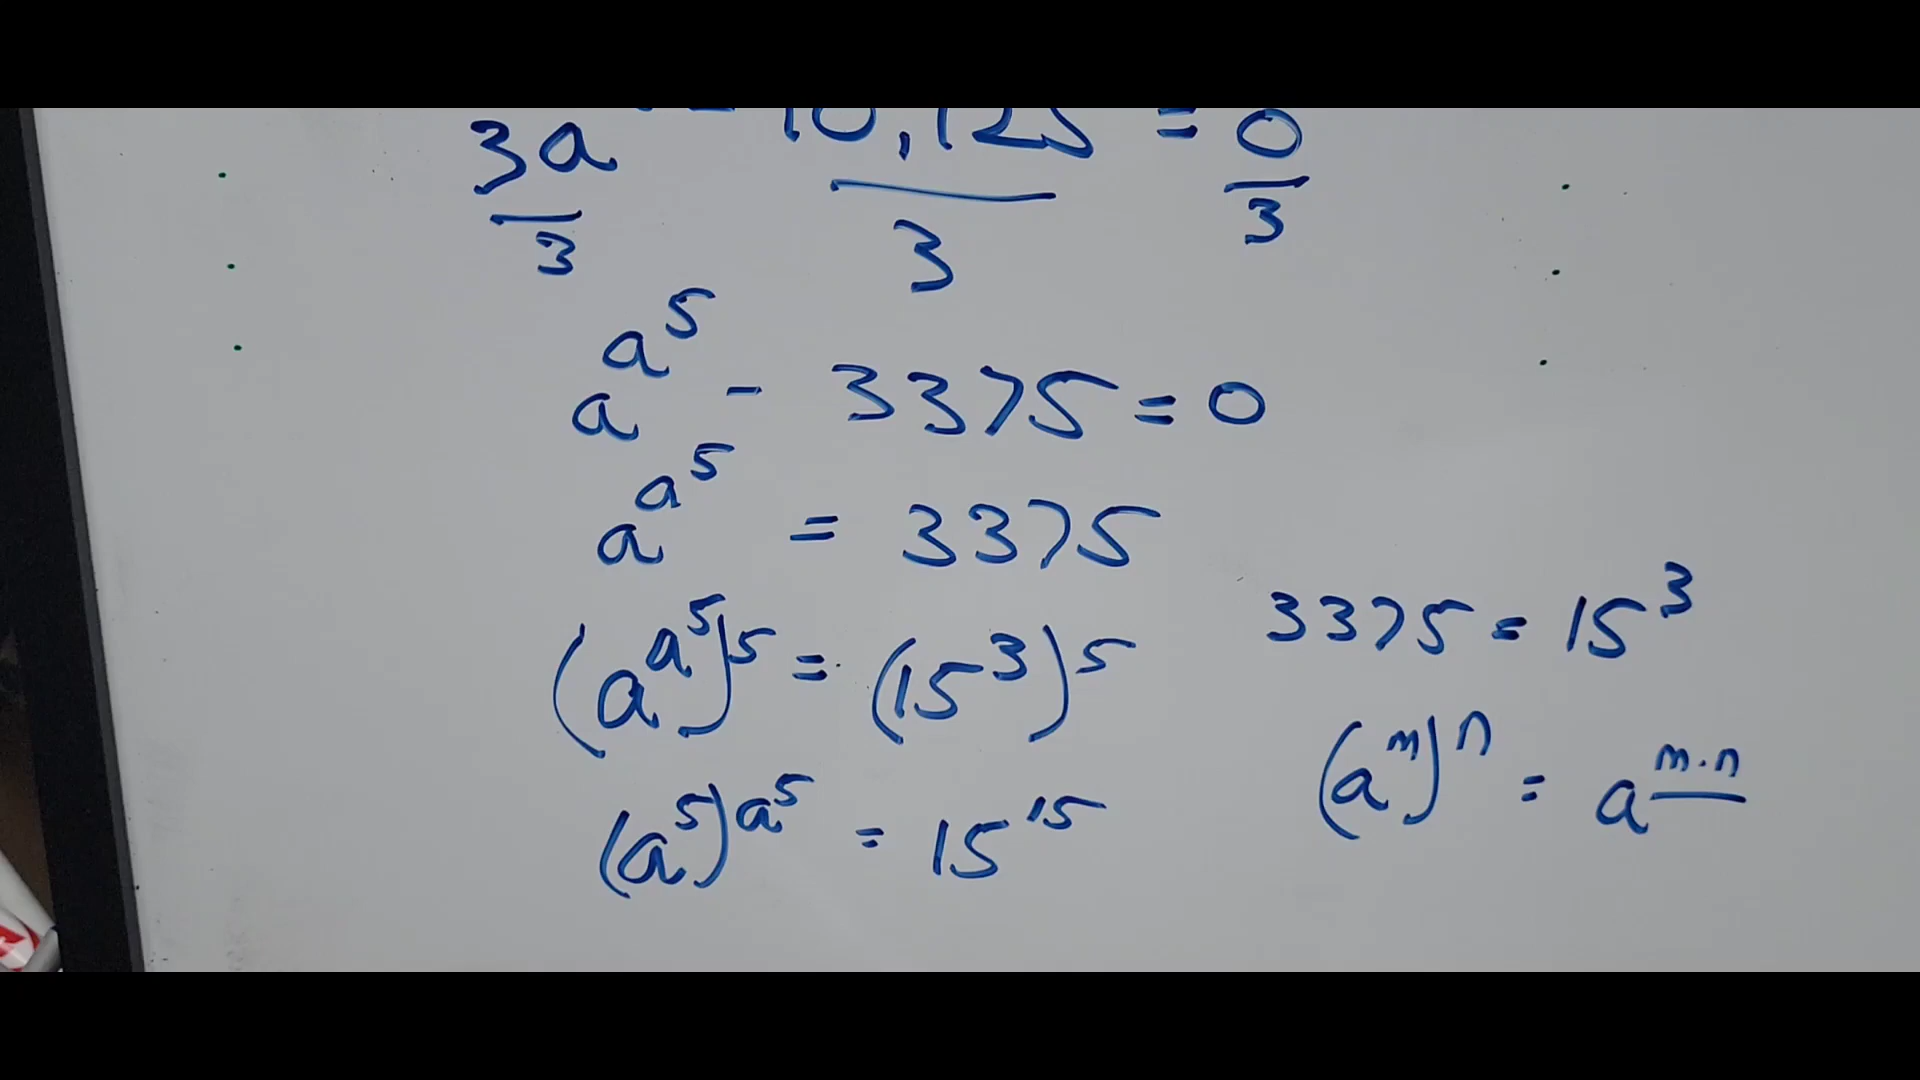 3a - 10,125 = 0
3 3 3
a^a^5 - 3375 = 0
a^a^5 = 3375
3375 = 15^3
(a^a^5)^5 = (15^3)^5
(a^m)^n = a^m·n
(a^5)^a^5 = 15^15